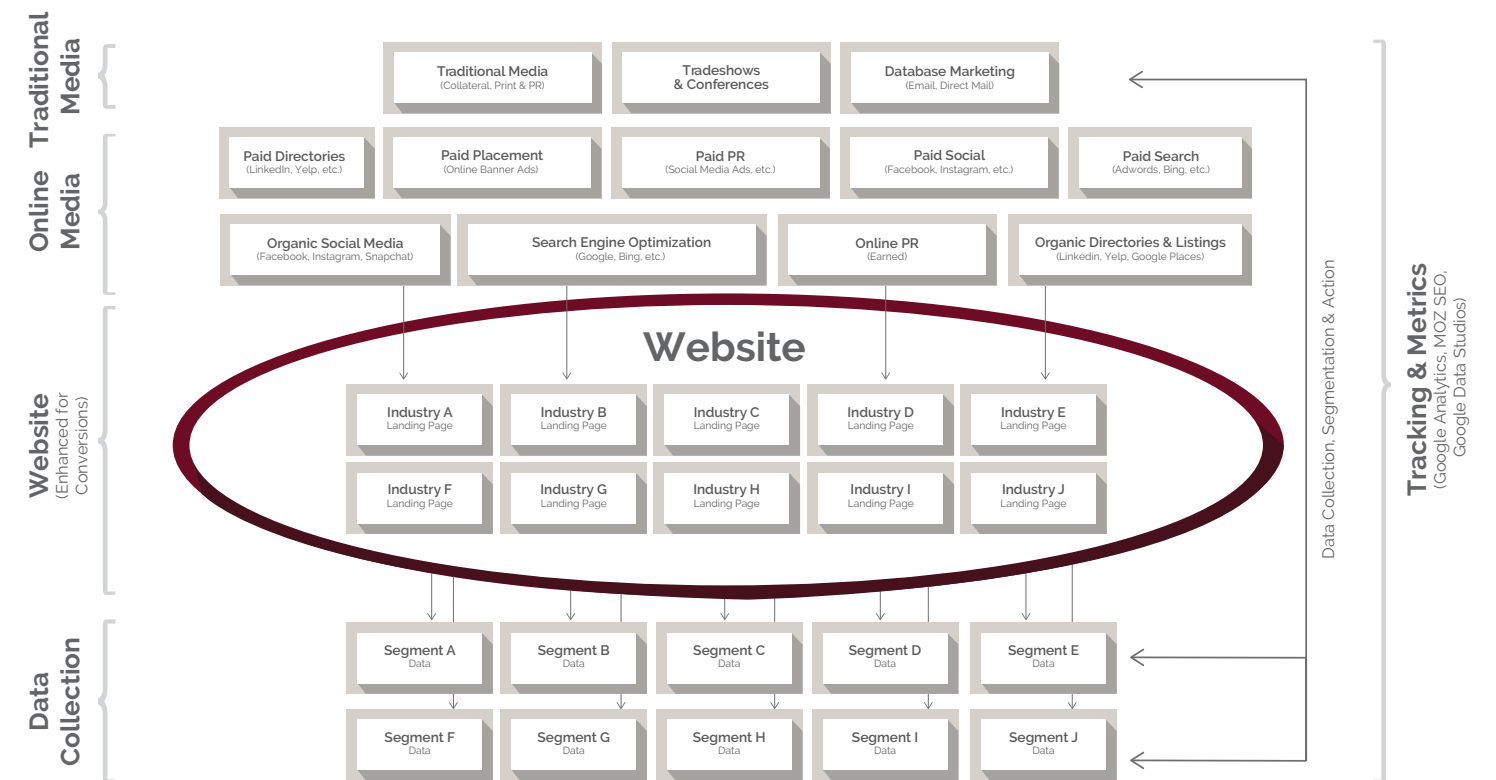 Traditional
Media
Traditional Media
(Collateral, Print & PR)
Tradeshows
& Conferences
Database Marketing
(Email, Direct Mail)
Online
Media
Paid Directories
(LinkedIn, Yelp, etc.)
Paid Placement
(Online Banner Ads)
Paid PR
(Social Media Ads, etc.)
Paid Social
(Facebook, Instagram, etc.)
Paid Search
(Adwords, Bing, etc.)
Organic Social Media
(Facebook, Instagram, Snapchat)
Search Engine Optimization
(Google, Bing, etc.)
Online PR
(Earned)
Organic Directories & Listings
(Linkedin, Yelp, Google Places)
Website
(Enhanced for
Conversions)
Website
Industry A
Landing Page
Industry B
Landing Page
Industry C
Landing Page
Industry D
Landing Page
Industry E
Landing Page
Industry F
Landing Page
Industry G
Landing Page
Industry H
Landing Page
Industry I
Landing Page
Industry J
Landing Page
Data
Collection
Segment A
Data
Segment B
Data
Segment C
Data
Segment D
Data
Segment E
Data
Segment F
Data
Segment G
Data
Segment H
Data
Segment I
Data
Segment J
Data
Data Collection, Segmentation & Action
Tracking & Metrics
(Google Analytics, MOZ SEO,
Google Data Studios)